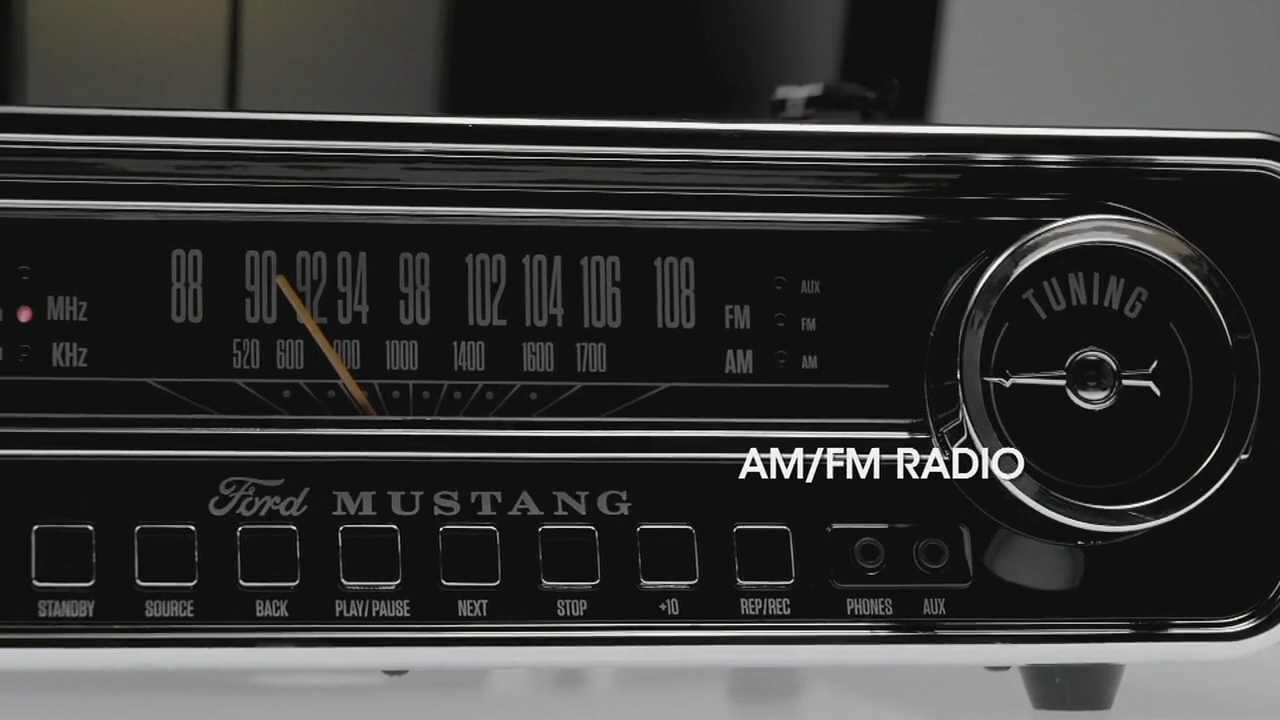 88 90 92 94 98 102 104 106 108
MHz
FM
AUX
FM
520 600 800 1000 1400 1600 1700
KHz
AM
AM
TUNING
AM/FM RADIO
Ford MUSTANG
STANDBY SOURCE BACK PLAY/PAUSE NEXT STOP +10 REP/REC PHONES AUX